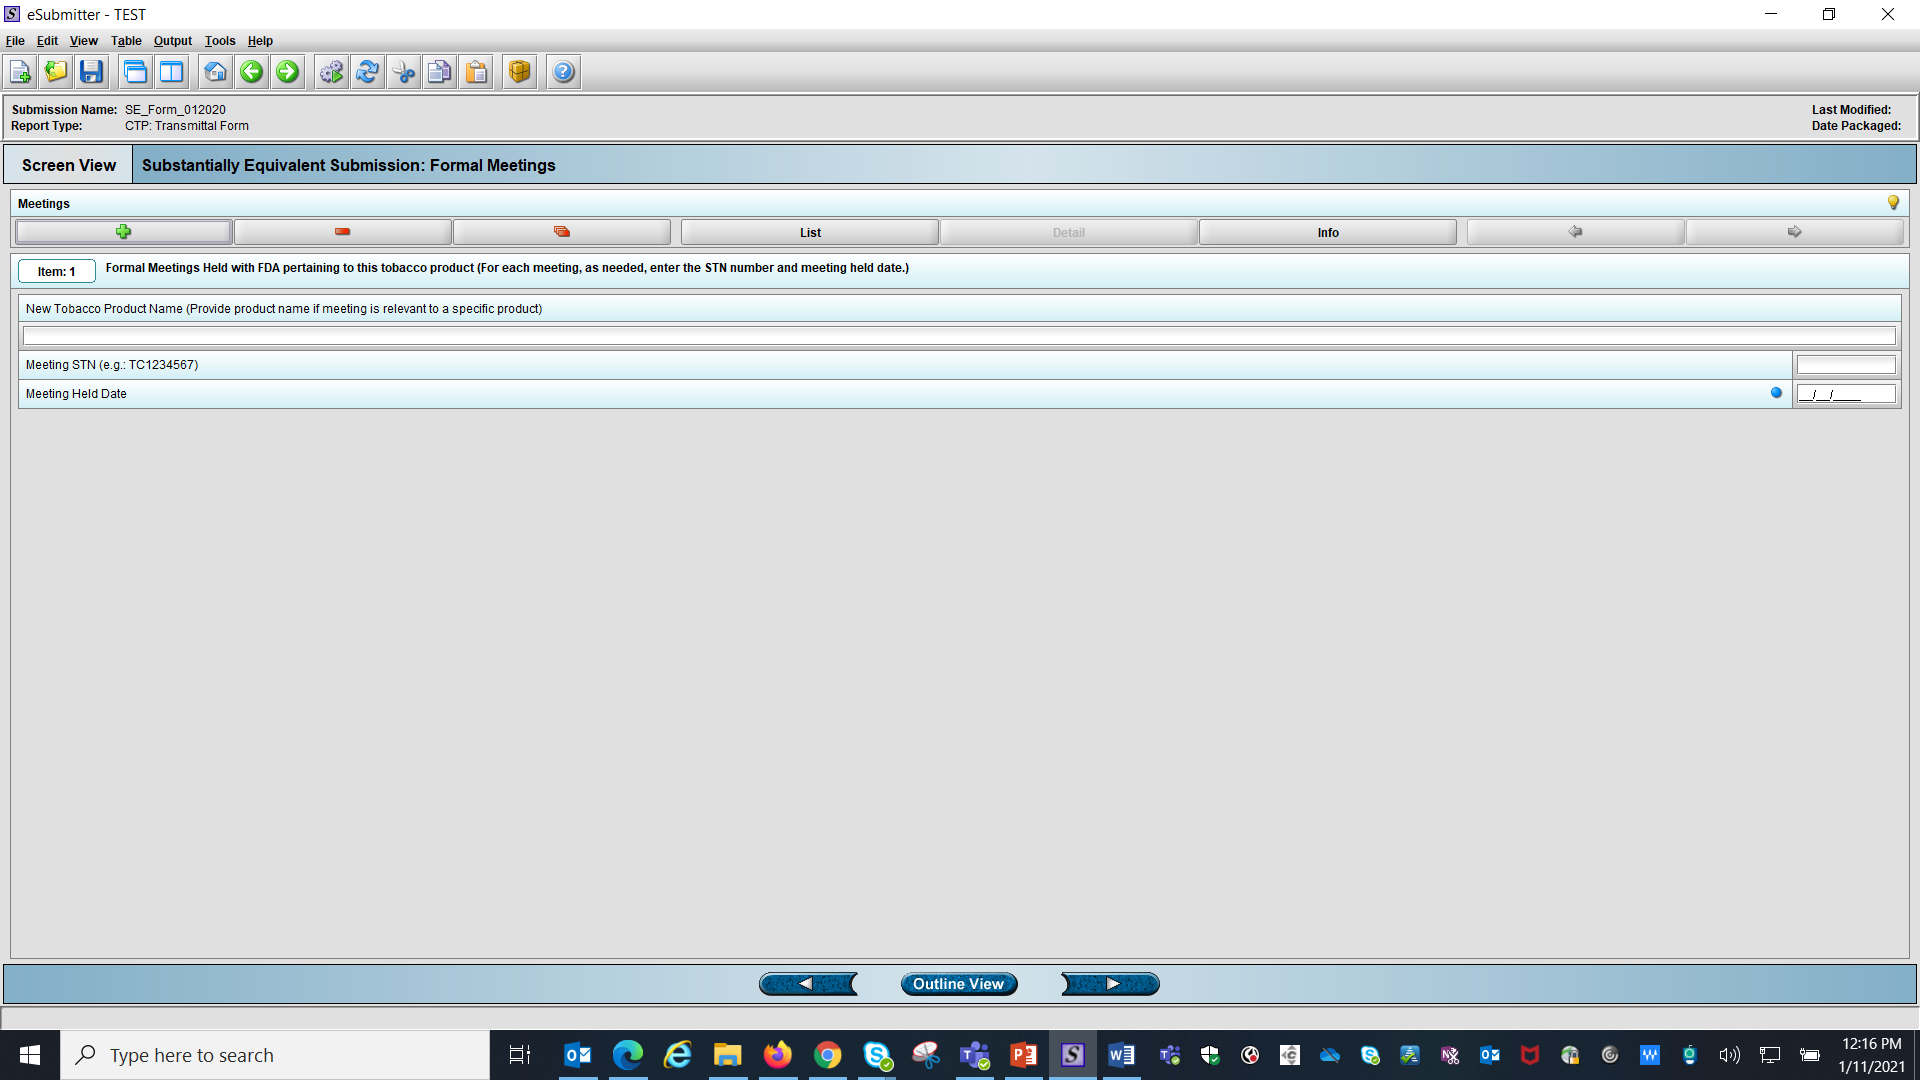 eSubmitter - TEST
File Edit View Table Output Tools Help
Submission Name: SE_Form_012020
Last Modified:
Report Type: CTP: Transmittal Form
Date Packaged:
Screen View
Substantially Equivalent Submission: Formal Meetings
Meetings
List Detail Info
Item: 1
Formal Meetings Held with FDA pertaining to this tobacco product (For each meeting, as needed, enter the STN number and meeting held date.)
New Tobacco Product Name (Provide product name if meeting is relevant to a specific product)
Meeting STN (e.g.: TC1234567)
Meeting Held Date
__/__/____
Outline View
Type here to search
12:16 PM
1/11/2021